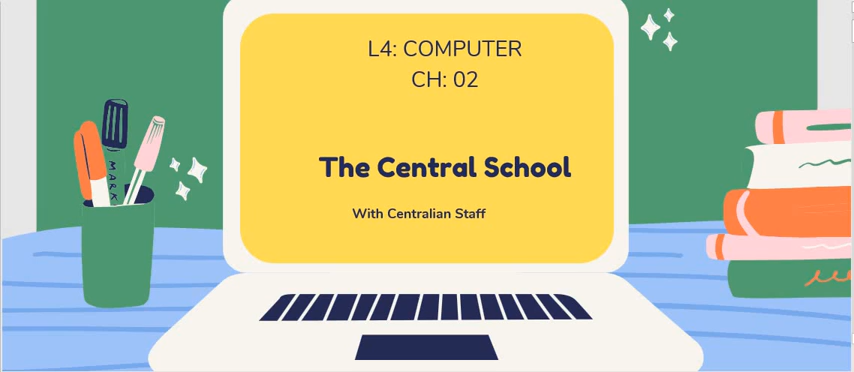 L4: COMPUTER
CH: 02
The Central School
With Centralian Staff
MARK